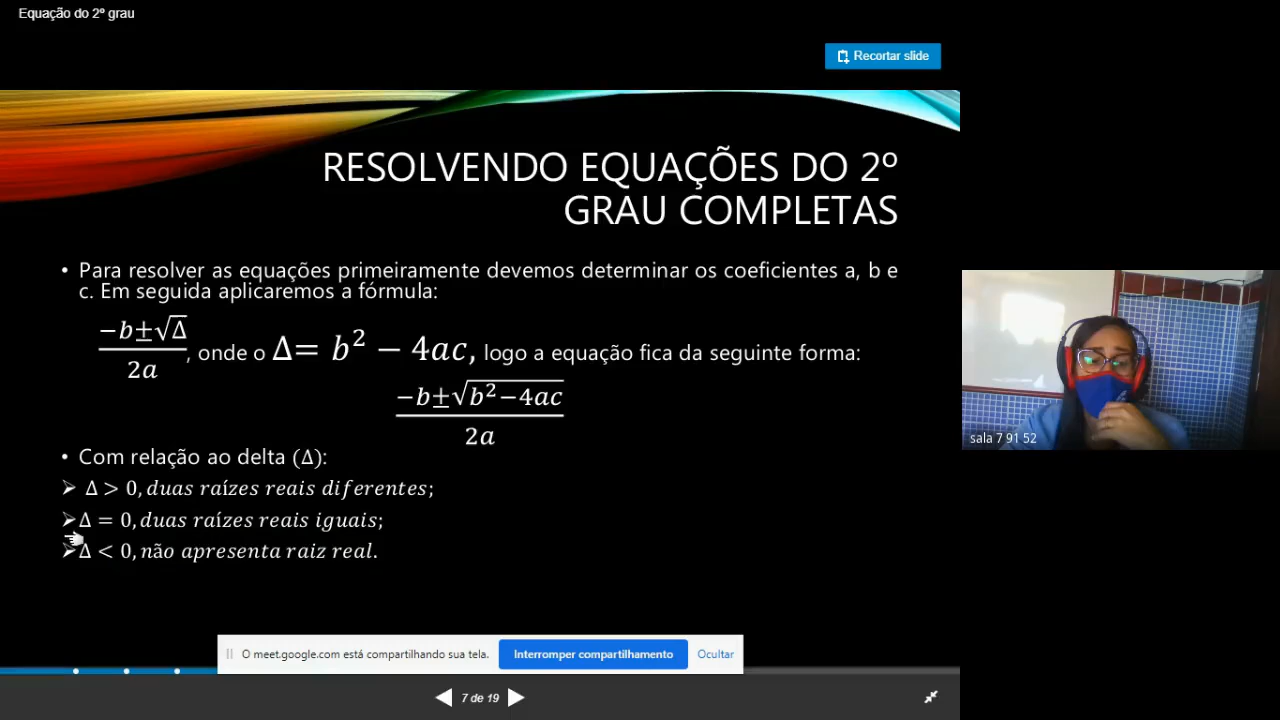 Equação do 2º grau
Recortar slide
RESOLVENDO EQUAÇÕES DO 2º
GRAU COMPLETAS
• Para resolver as equações primeiramente devemos determinar os coeficientes a, b e
c. Em seguida aplicaremos a fórmula:
−b±√Δ
2a
, onde o Δ= b² − 4ac, logo a equação fica da seguinte forma:
−b±√b²−4ac
2a
• Com relação ao delta (Δ):
➢ Δ > 0, duas raízes reais diferentes;
➢ Δ = 0, duas raízes reais iguais;
➢ Δ < 0, não apresenta raiz real.
sala 7 91 52
O meet.google.com está compartilhando sua tela.
Interromper compartilhamento
Ocultar
7 de 19